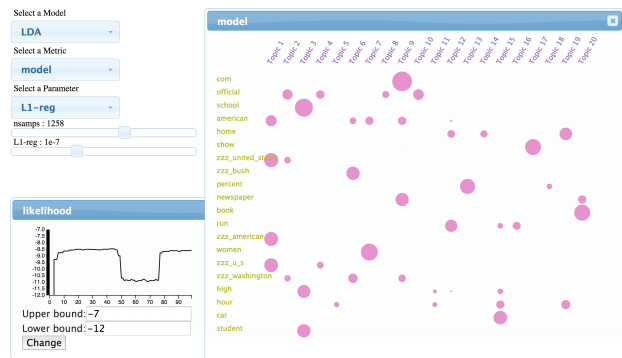 Select a Model
LDA
Select a Metric
model
Select a Parameter
L1-reg
nsamps : 1258
L1-reg : 1e-7
likelihood
-7.0
-7.5
-8.0
-8.5
-9.0
-9.5
-10.0
-10.5
-11.0
-11.5
-12.0
0 10 20 30 40 50 60 70 80 90
Upper bound: -7
Lower bound: -12
Change
model
Topic 1 Topic 2 Topic 3 Topic 4 Topic 5 Topic 6 Topic 7 Topic 8 Topic 9 Topic 10 Topic 11 Topic 12 Topic 13 Topic 14 Topic 15 Topic 16 Topic 17 Topic 18 Topic 19 Topic 20
com
official
school
american
home
show
zzz_united_states
zzz_bush
percent
newspaper
book
run
zzz_american
women
zzz_u_s
zzz_washington
high
hour
car
student